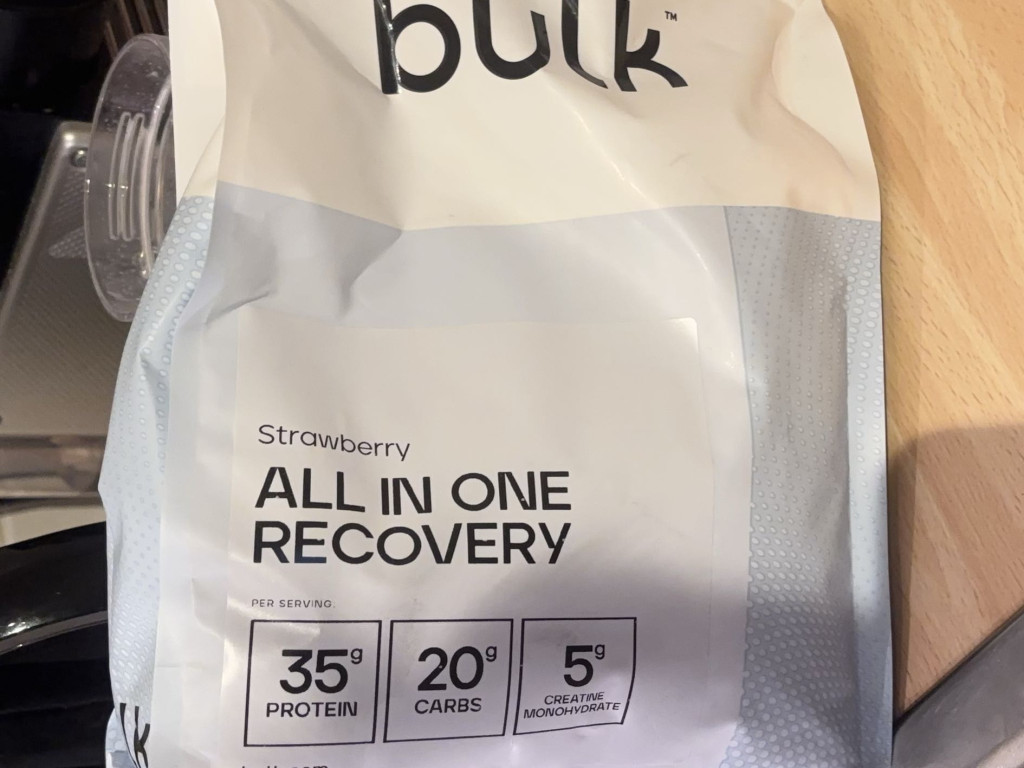 bulk™
Strawberry
ALL IN ONE
RECOVERY
PER SERVING.
35g
PROTEIN
20g
CARBS
5g
CREATINE
MONOHYDRATE